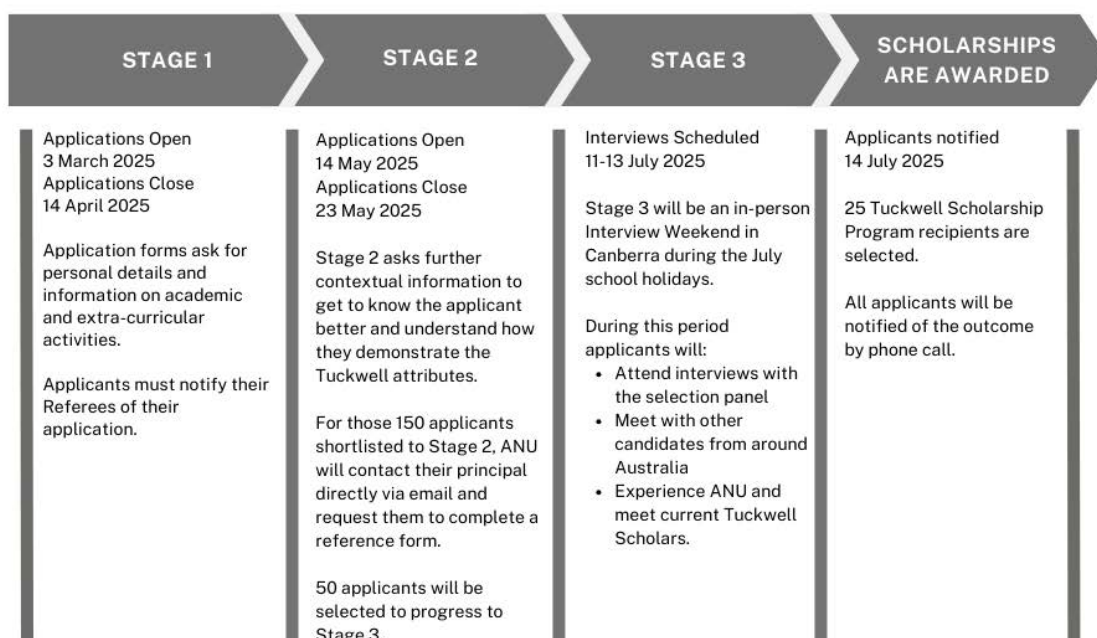 STAGE 1
STAGE 2
STAGE 3
SCHOLARSHIPS
ARE AWARDED
Applications Open
3 March 2025
Applications Close
14 April 2025
Application forms ask for
personal details and
information on academic
and extra-curricular
activities.
Applicants must notify their
Referees of their
application.
Applications Open
14 May 2025
Applications Close
23 May 2025
Stage 2 asks further
contextual information to
get to know the applicant
better and understand how
they demonstrate the
Tuckwell attributes.
For those 150 applicants
shortlisted to Stage 2, ANU
will contact their principal
directly via email and
request them to complete a
reference form.
50 applicants will be
selected to progress to
Stage 3
Interviews Scheduled
11-13 July 2025
Stage 3 will be an in-person
Interview Weekend in
Canberra during the July
school holidays.
During this period
applicants will:
• Attend interviews with
the selection panel
• Meet with other
candidates from around
Australia
• Experience ANU and
meet current Tuckwell
Scholars.
Applicants notified
14 July 2025
25 Tuckwell Scholarship
Program recipients are
selected.
All applicants will be
notified of the outcome
by phone call.